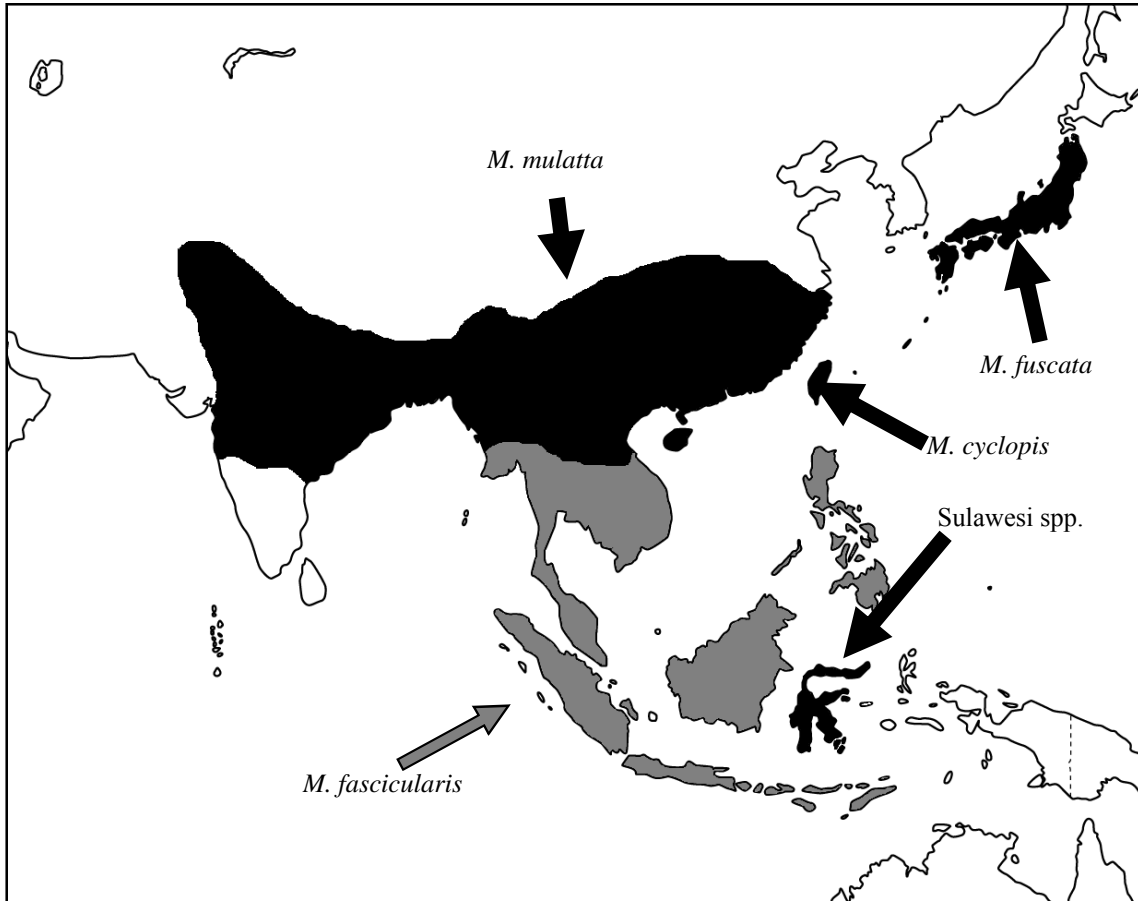 M. mulatta
M. fuscata
M. cyclopis
Sulawesi spp.
M. fascicularis